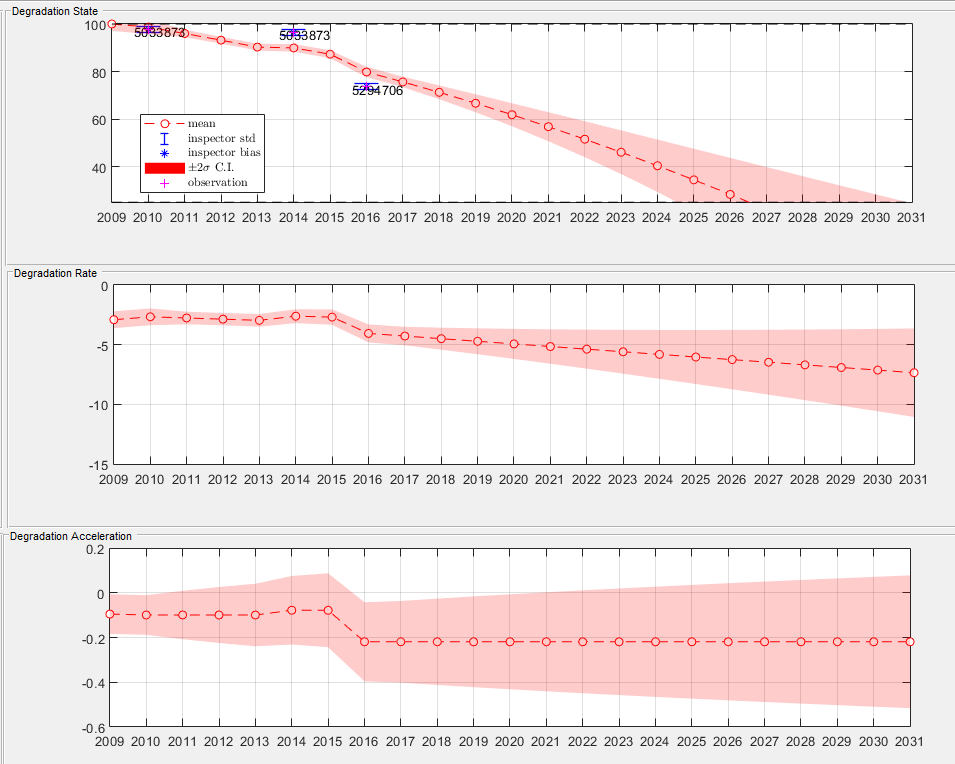 Degradation State
100
80
60
40
5033873
5033873
5294706
mean
inspector std
inspector bias
±2σ C.I.
observation
2009 2010 2011 2012 2013 2014 2015 2016 2017 2018 2019 2020 2021 2022 2023 2024 2025 2026 2027 2028 2029 2030 2031
Degradation Rate
0
-5
-10
-15
2009 2010 2011 2012 2013 2014 2015 2016 2017 2018 2019 2020 2021 2022 2023 2024 2025 2026 2027 2028 2029 2030 2031
Degradation Acceleration
0.2
0
-0.2
-0.4
-0.6
2009 2010 2011 2012 2013 2014 2015 2016 2017 2018 2019 2020 2021 2022 2023 2024 2025 2026 2027 2028 2029 2030 2031